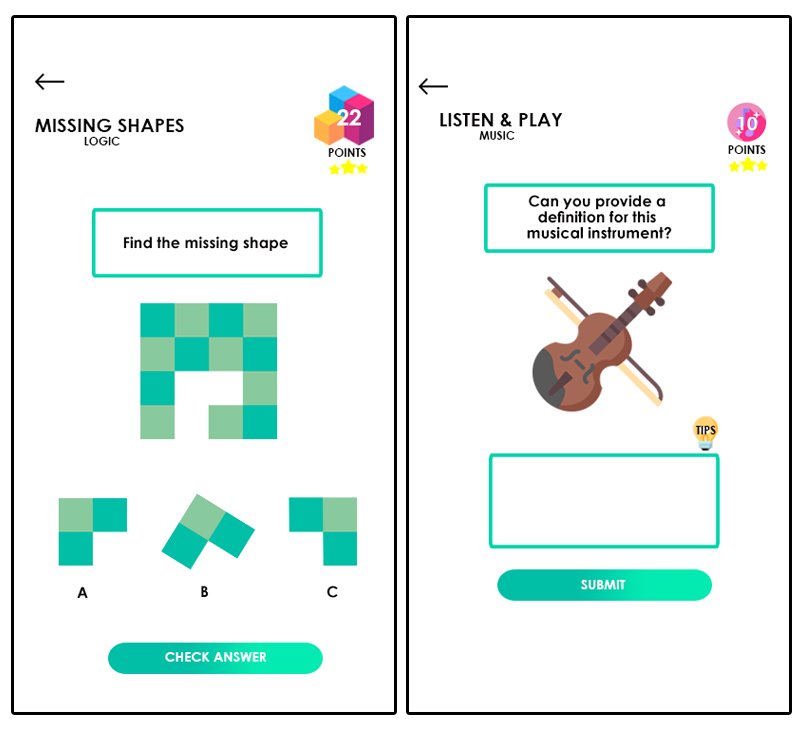 MISSING SHAPES
LOGIC
22
POINTS
Find the missing shape
A
B
C
CHECK ANSWER
LISTEN & PLAY
MUSIC
10
POINTS
Can you provide a
definition for this
musical instrument?
TIPS
SUBMIT